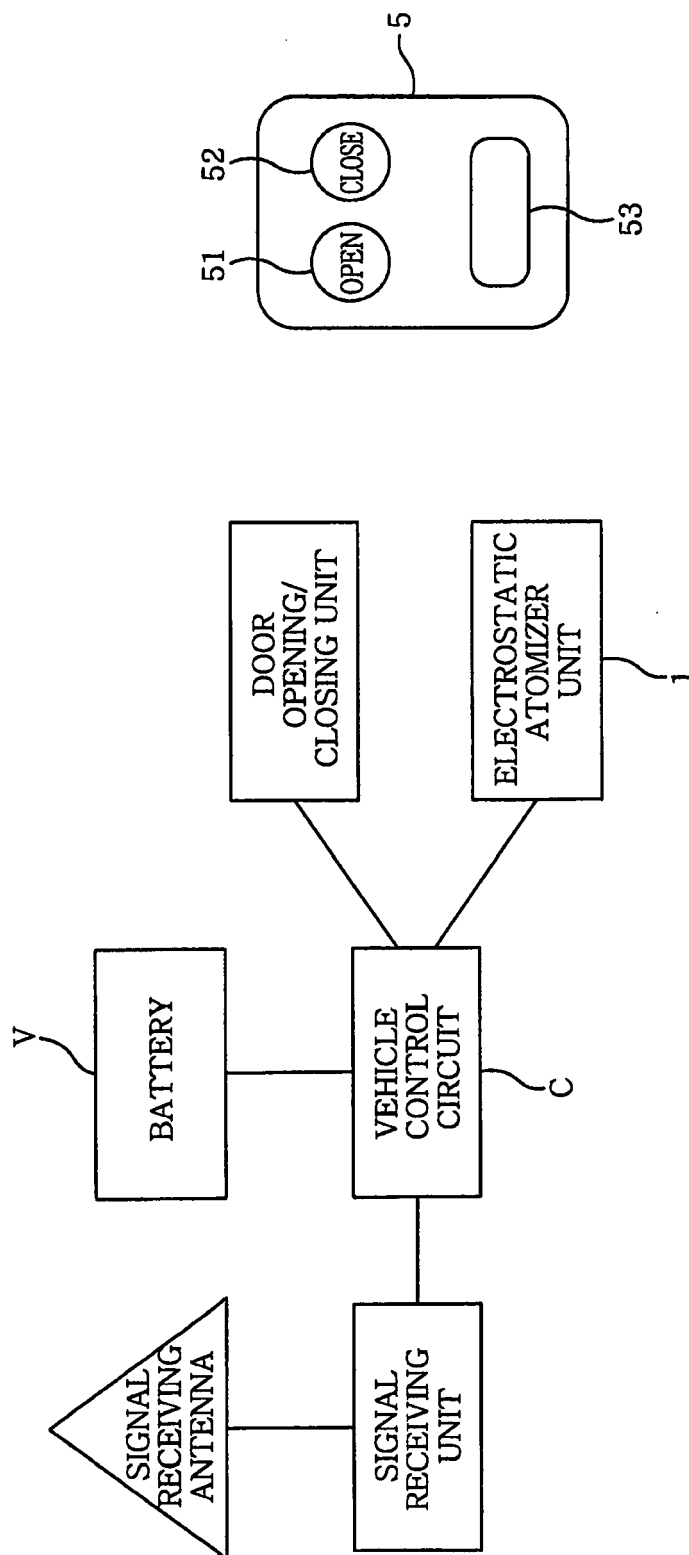 SIGNAL
RECEIVING
ANTENNA
V
BATTERY
SIGNAL
RECEIVING
UNIT
VEHICLE
CONTROL
CIRCUIT
C
DOOR
OPENING/
CLOSING UNIT
ELECTROSTATIC
ATOMIZER
UNIT
1
51
52
OPEN
CLOSE
5
53